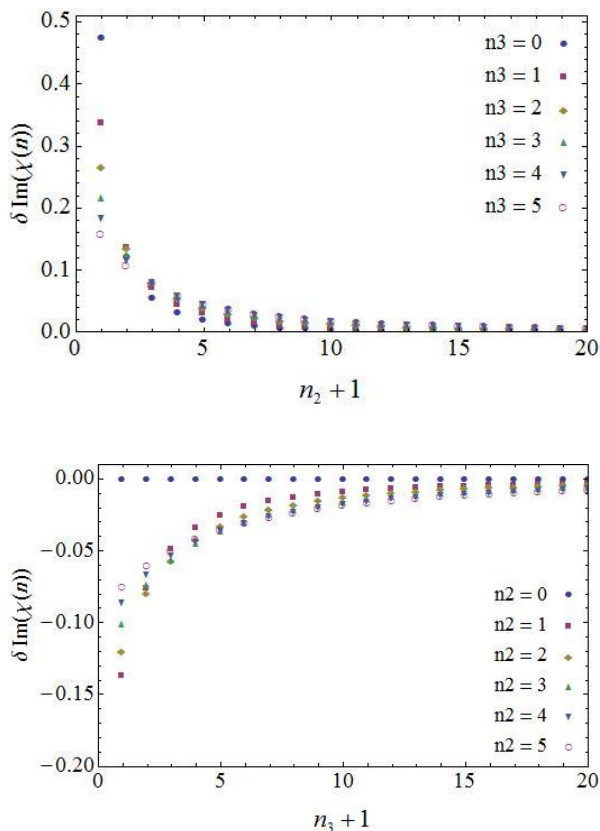 0.5
n3 = 0
n3 = 1
0.4
n3 = 2
n3 = 3
0.3
n3 = 4
n3 = 5
δ Im(χ(n))
0.2
0.1
0.0
0 5 10 15 20
n₂ + 1
0.00
−0.05
δ Im(χ(n))
n2 = 0
−0.10
n2 = 1
n2 = 2
−0.15
n2 = 3
n2 = 4
n2 = 5
−0.20
0 5 10 15 20
n₃ + 1